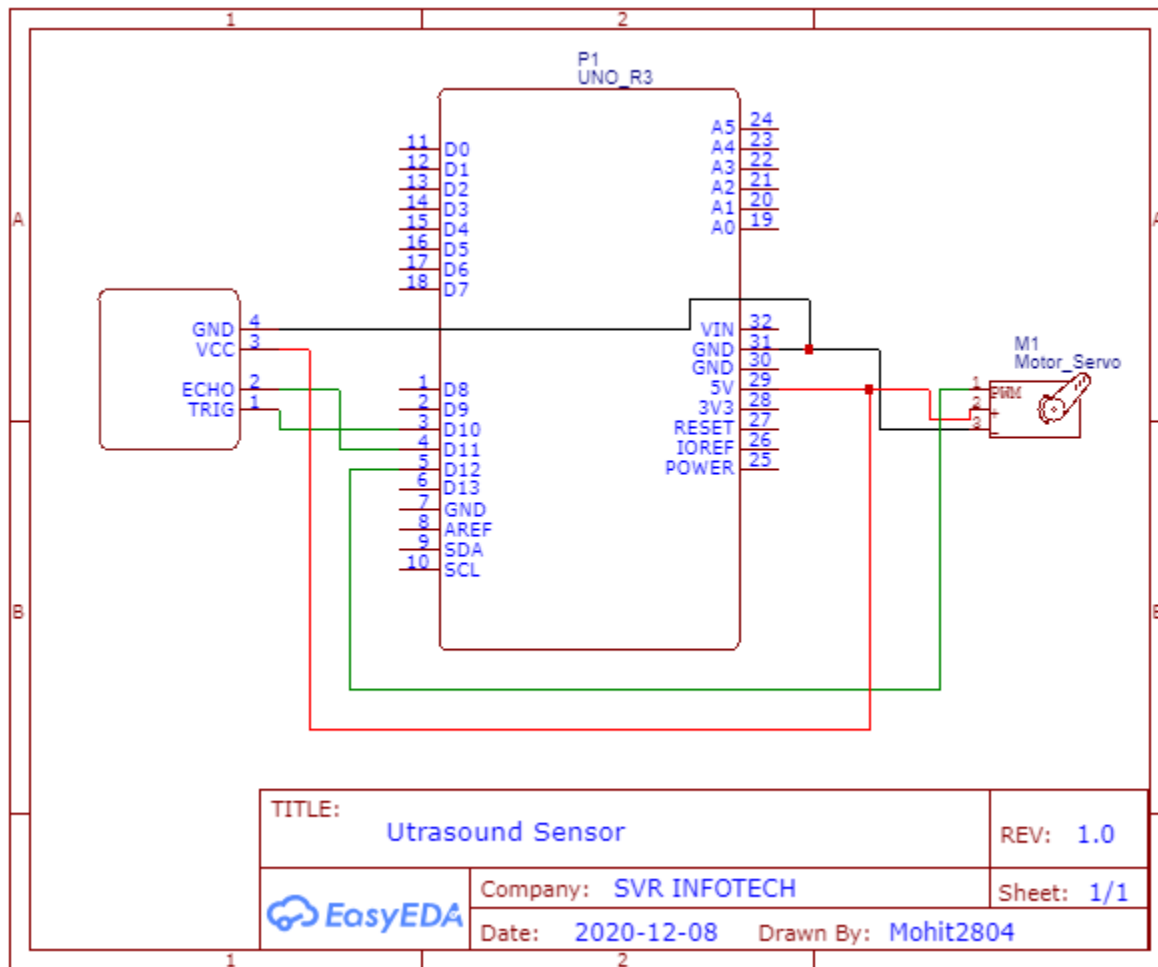 1 2
P1
UNO_R3
11 D0
12 D1
13 D2
14 D3
15 D4
16 D5
17 D6
18 D7
A5 24
A4 23
A3 22
A2 21
A1 20
A0 19
A A
GND 4
VCC 3
ECHO 2
TRIG 1
1 D8
2 D9
3 D10
4 D11
5 D12
6 D13
7 GND
8 AREF
9 SDA
10 SCL
VIN 32
GND 31
GND 30
5V 29
3V3 28
RESET 27
IOREF 26
POWER 25
M1
Motor_Servo
1 PWM
2 +
3 -
B B
TITLE:
Utrasound Sensor
REV: 1.0
EasyEDA
Company: SVR INFOTECH
Sheet: 1/1
Date: 2020-12-08 Drawn By: Mohit2804
1 2